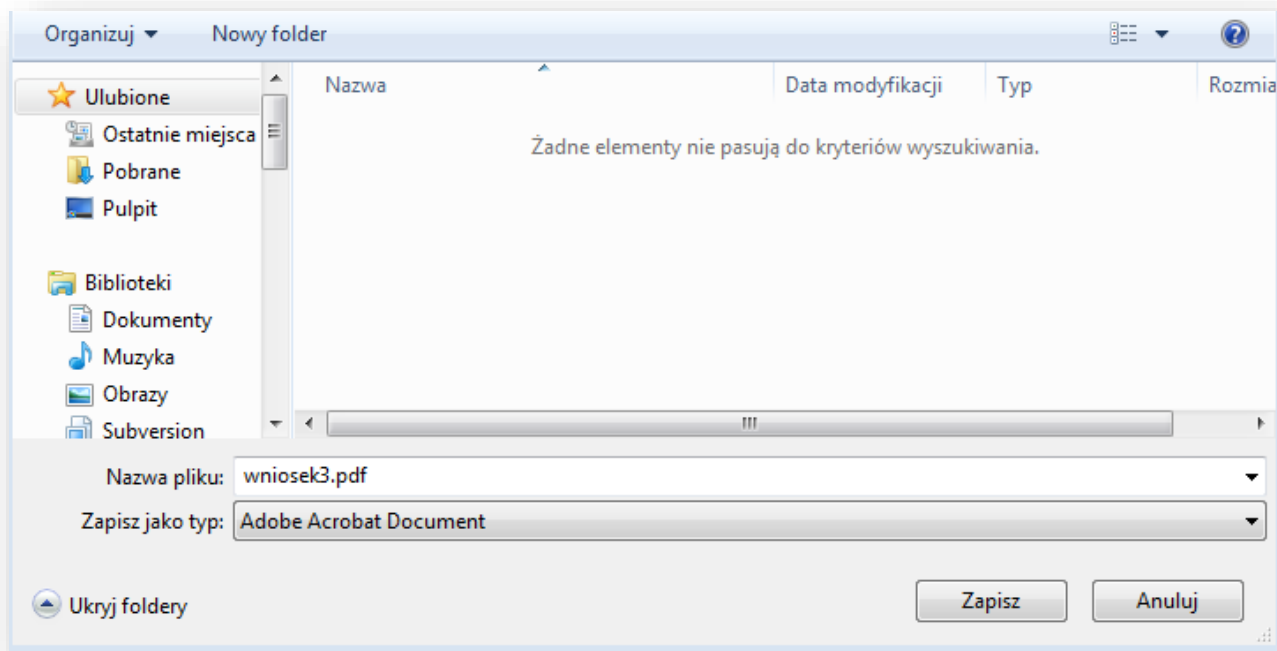 Organizuj Nowy folder
Ulubione
Ostatnie miejsca
Pobrane
Pulpit
Biblioteki
Dokumenty
Muzyka
Obrazy
Subversion
Nazwa Data modyfikacji Typ Rozmia
Żadne elementy nie pasują do kryteriów wyszukiwania.
Nazwa pliku: wniosek3.pdf
Zapisz jako typ: Adobe Acrobat Document
Ukryj foldery Zapisz Anuluj